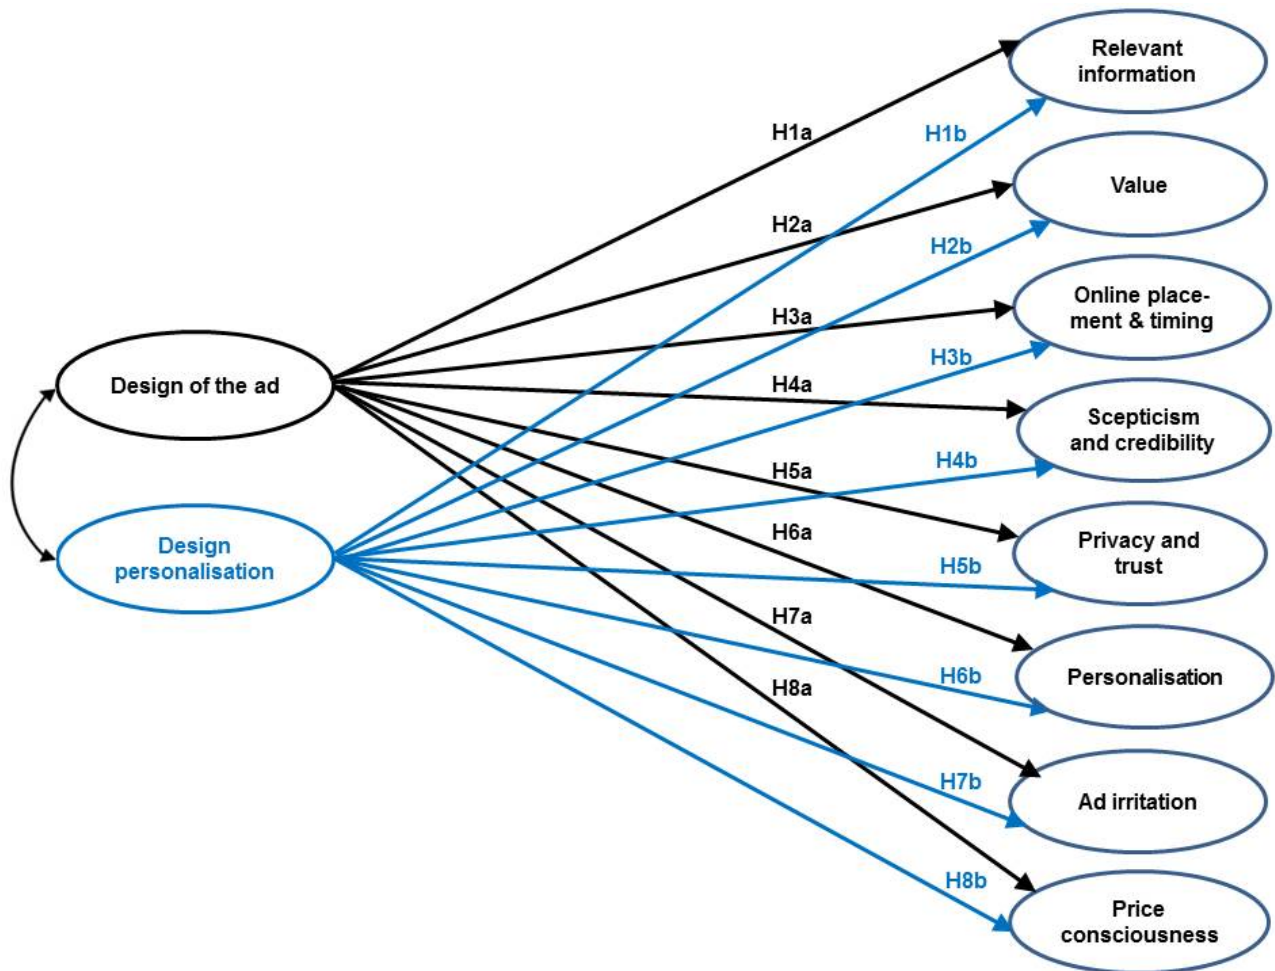 Relevant
information
H1a
H1b
Value
H2a
H2b
Online place-
ment & timing
H3a
H3b
Design of the ad
H4a
Scepticism
and credibility
H4b
H5a
Design
personalisation
Privacy and
trust
H6a
H5b
H7a
H6b
Personalisation
H8a
H7b
Ad irritation
H8b
Price
consciousness